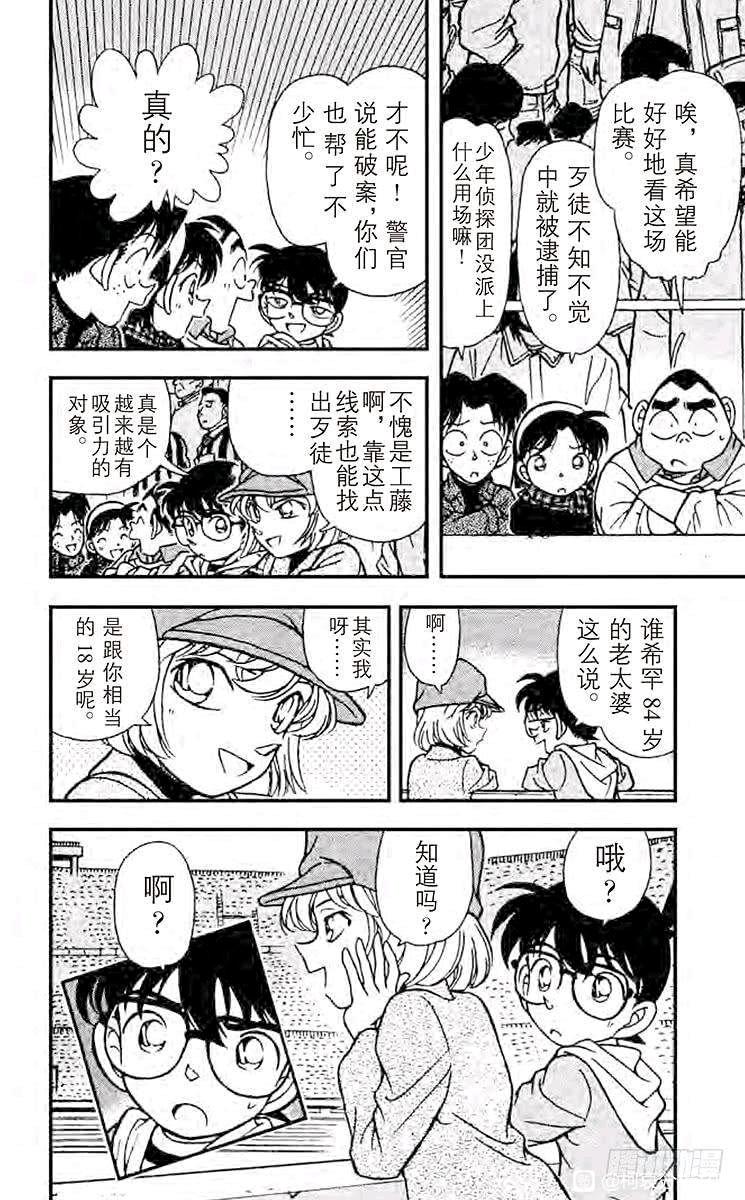 唉，真希望能
好好地看这场
比赛。
歹徒不知不觉
中就被逮捕了。
少年侦探团没派上
什么用场嘛！
才不呢！警官
说能破案，你们
也帮了不
少忙。
真的？
不愧是工藤
啊，靠这点
线索也能找
出歹徒
……
真是个
越来越有
吸引力的
对象。
谁希罕84岁
的老太婆
这么说。
啊……
其实我
呀……
是跟你相当
的18岁呢。
哦？
知道吗？
啊？